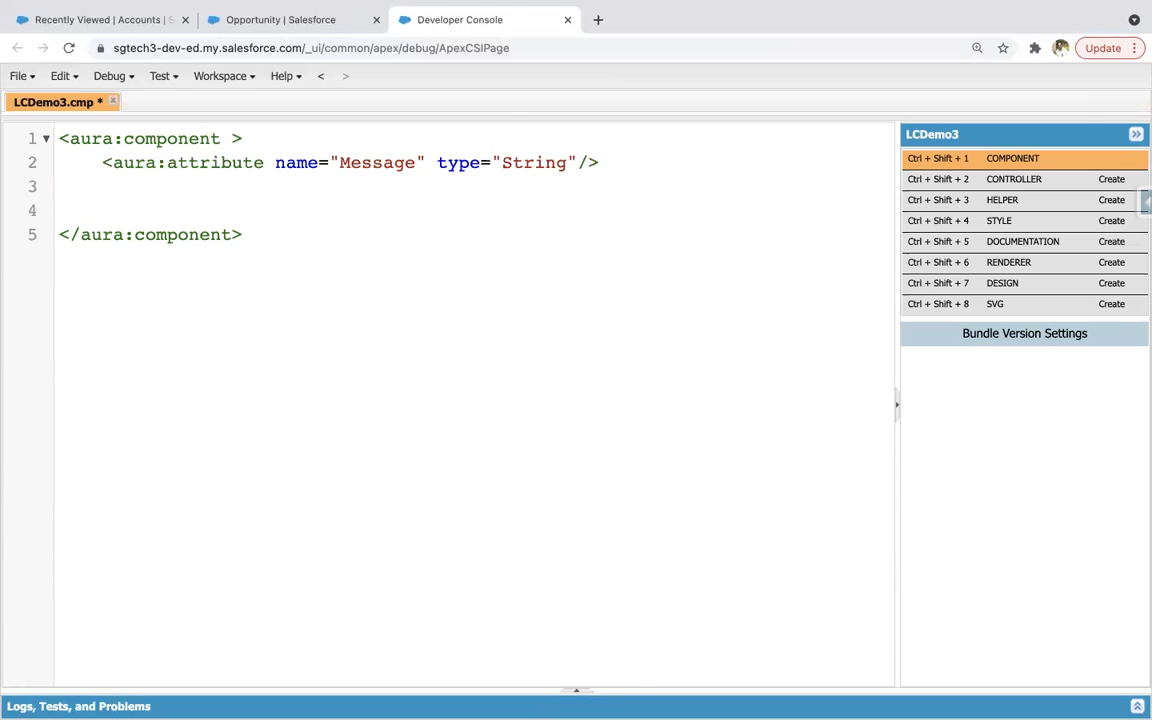 Recently Viewed | Accounts | S
Opportunity | Salesforce
Developer Console
sgtech3-dev-ed.my.salesforce.com/_ui/common/apex/debug/ApexCSIPage
Update
File Edit Debug Test Workspace Help < >
LCDemo3.cmp *
1 <aura:component >
2 <aura:attribute name="Message" type="String"/>
3
4
5 </aura:component>
LCDemo3
Ctrl + Shift + 1 COMPONENT
Ctrl + Shift + 2 CONTROLLER Create
Ctrl + Shift + 3 HELPER Create
Ctrl + Shift + 4 STYLE Create
Ctrl + Shift + 5 DOCUMENTATION Create
Ctrl + Shift + 6 RENDERER Create
Ctrl + Shift + 7 DESIGN Create
Ctrl + Shift + 8 SVG Create
Bundle Version Settings
Logs, Tests, and Problems